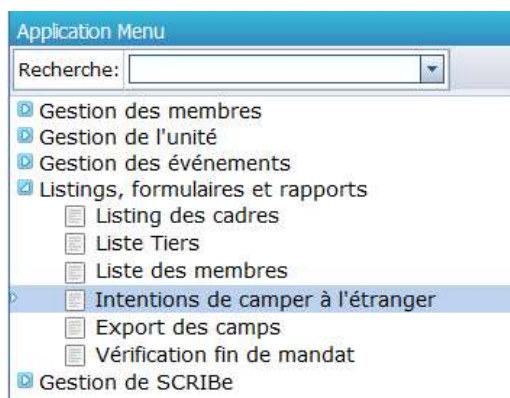 Application Menu
Recherche:
Gestion des membres
Gestion de l'unité
Gestion des événements
Listings, formulaires et rapports
Listing des cadres
Liste Tiers
Liste des membres
Intentions de camper à l'étranger
Export des camps
Vérification fin de mandat
Gestion de SCRIBe